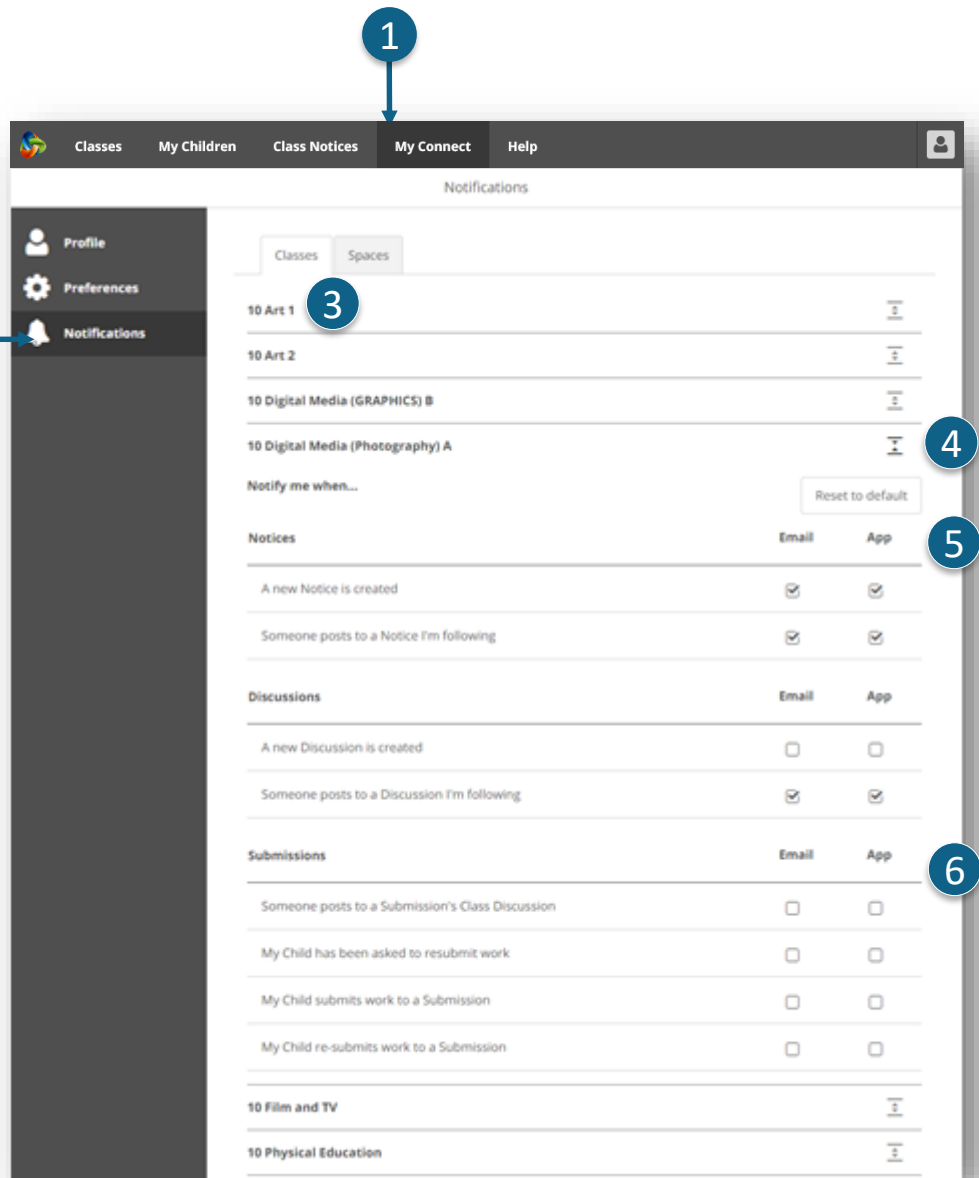 1
Classes My Children Class Notices My Connect Help
Notifications
Profile
Preferences
Notifications
Classes Spaces
10 Art 1 3
10 Art 2
10 Digital Media (GRAPHICS) B
10 Digital Media (Photography) A 4
Notify me when... Reset to default
Notices Email App 5
A new Notice is created
Someone posts to a Notice I'm following
Discussions Email App
A new Discussion is created
Someone posts to a Discussion I'm following
Submissions Email App 6
Someone posts to a Submission's Class Discussion
My Child has been asked to resubmit work
My Child submits work to a Submission
My Child re-submits work to a Submission
10 Film and TV
10 Physical Education